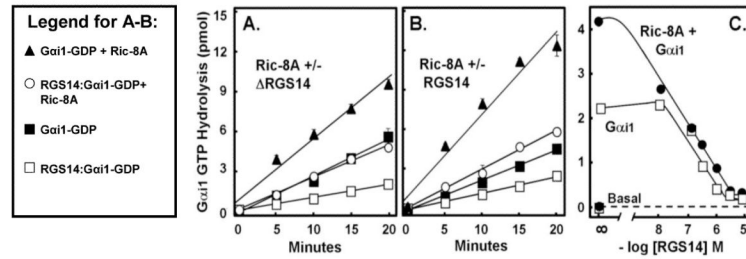 Legend for A-B:
Gαi1-GDP + Ric-8A
RGS14:Gαi1-GDP+
Ric-8A
Gαi1-GDP
RGS14:Gαi1-GDP
Gαi1 GTP Hydrolysis (pmol)
15
12
9
6
3
0
A.
Ric-8A +/-
ΔRGS14
0 5 10 15 20
Minutes
B.
Ric-8A +/-
RGS14
0 5 10 15 20
Minutes
C.
Ric-8A +
Gαi1
Gαi1
Basal
4
3
2
1
0
8 8 7 6 5
- log [RGS14] M